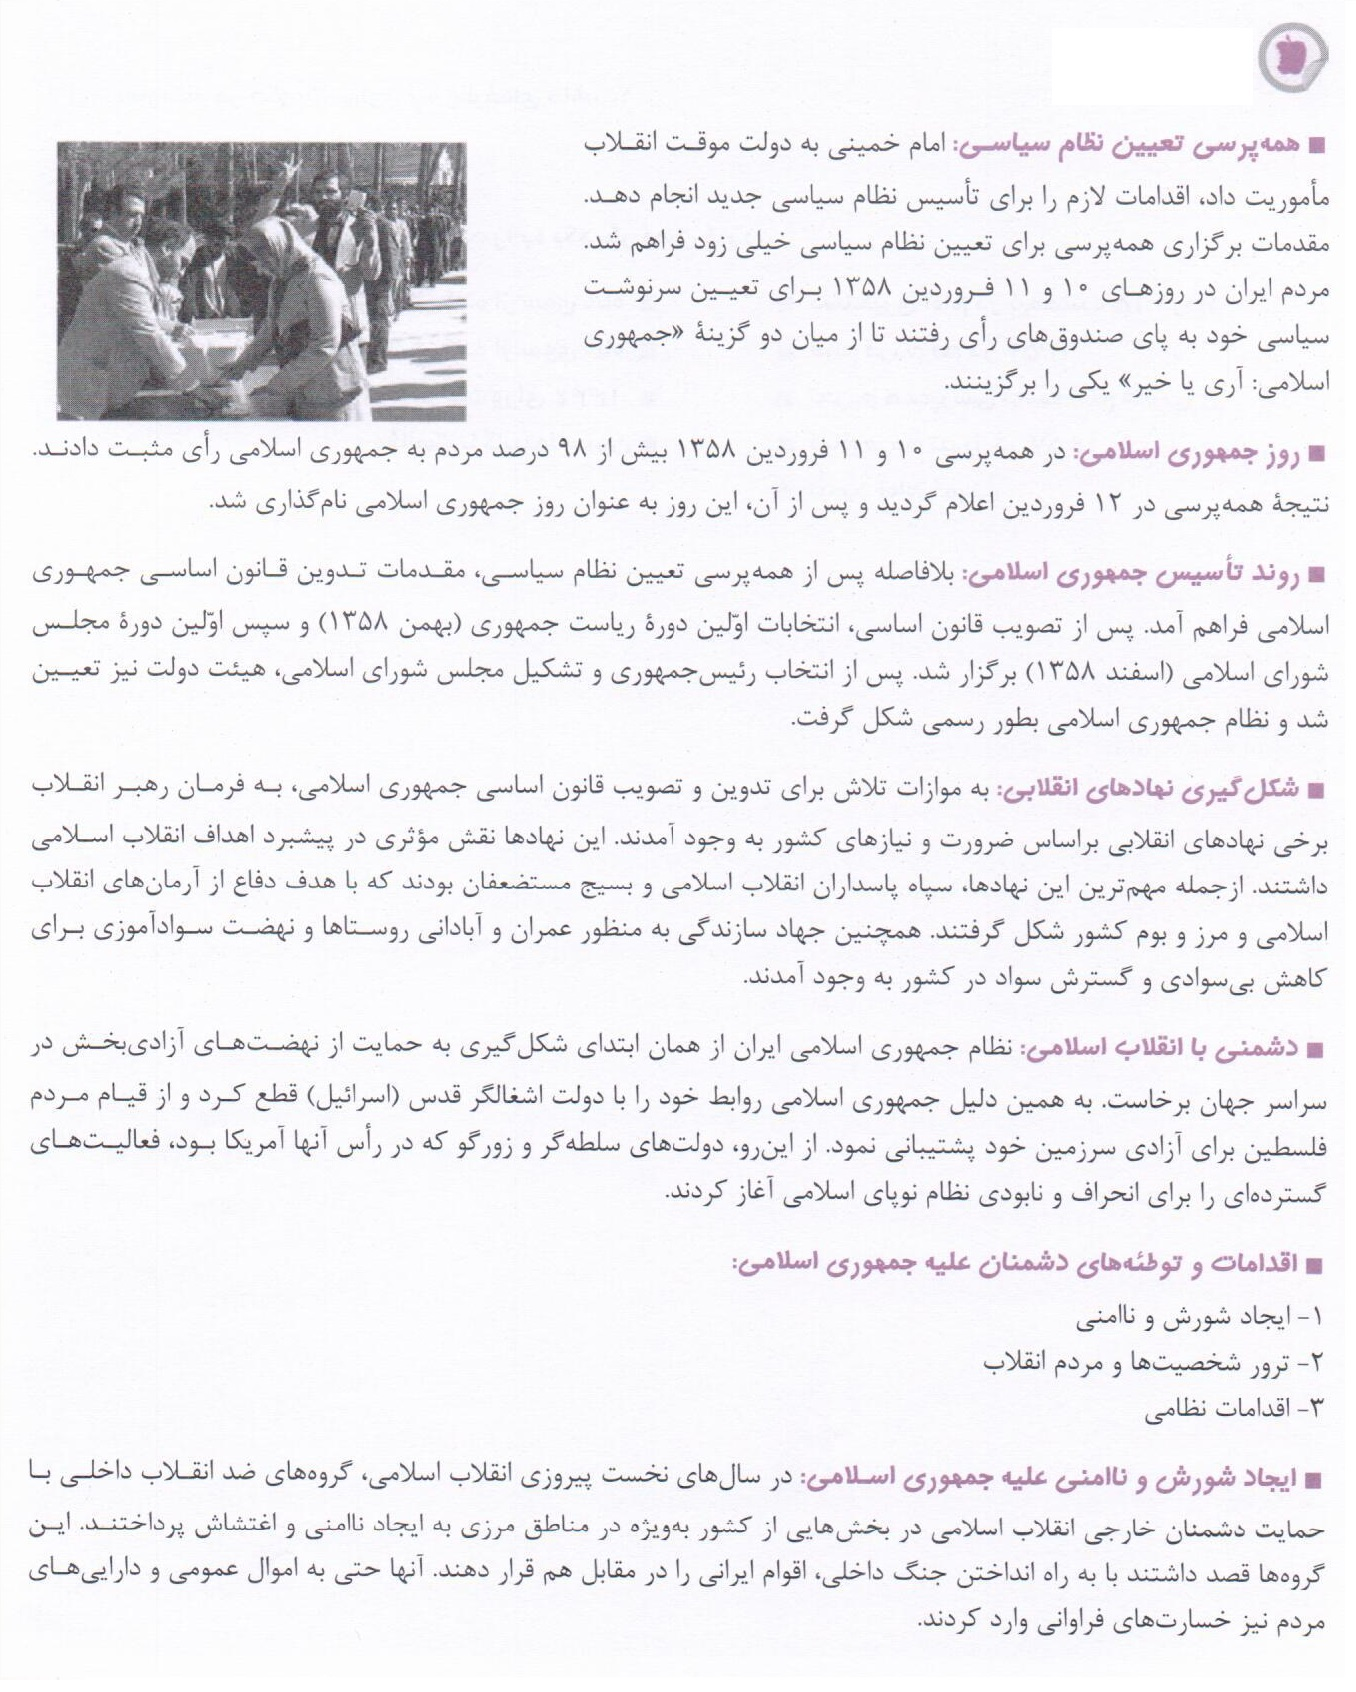 ■ همه‌پرسی تعیین نظام سیاسی: امام خمینی به دولت موقت انقلاب
مأموریت داد، اقدامات لازم را برای تأسیس نظام سیاسی جدید انجام دهد.
مقدمات برگزاری همه‌پرسی برای تعیین نظام سیاسی خیلی زود فراهم شد.
مردم ایران در روزهای ۱۰ و ۱۱ فروردین ۱۳۵۸ برای تعیین سرنوشت
سیاسی خود به پای صندوق‌های رأی رفتند تا از میان دو گزینهٔ «جمهوری
اسلامی: آری یا خیر» یکی را برگزینند.
■ روز جمهوری اسلامی: در همه‌پرسی ۱۰ و ۱۱ فروردین ۱۳۵۸ بیش از ۹۸ درصد مردم به جمهوری اسلامی رأی مثبت دادند.
نتیجهٔ همه‌پرسی در ۱۲ فروردین اعلام گردید و پس از آن، این روز به عنوان روز جمهوری اسلامی نام‌گذاری شد.
■ روند تأسیس جمهوری اسلامی: بلافاصله پس از همه‌پرسی تعیین نظام سیاسی، مقدمات تدوین قانون اساسی جمهوری
اسلامی فراهم آمد. پس از تصویب قانون اساسی، انتخابات اوّلین دورهٔ ریاست جمهوری (بهمن ۱۳۵۸) و سپس اوّلین دورهٔ مجلس
شورای اسلامی (اسفند ۱۳۵۸) برگزار شد. پس از انتخاب رئیس‌جمهوری و تشکیل مجلس شورای اسلامی، هیئت دولت نیز تعیین
شد و نظام جمهوری اسلامی بطور رسمی شکل گرفت.
■ شکل‌گیری نهادهای انقلابی: به موازات تلاش برای تدوین و تصویب قانون اساسی جمهوری اسلامی، به فرمان رهبر انقلاب
برخی نهادهای انقلابی براساس ضرورت و نیازهای کشور به وجود آمدند. این نهادها نقش مؤثری در پیشبرد اهداف انقلاب اسلامی
داشتند. ازجمله مهم‌ترین این نهادها، سپاه پاسداران انقلاب اسلامی و بسیج مستضعفان بودند که با هدف دفاع از آرمان‌های انقلاب
اسلامی و مرز و بوم کشور شکل گرفتند. همچنین جهاد سازندگی به منظور عمران و آبادانی روستاها و نهضت سوادآموزی برای
کاهش بی‌سوادی و گسترش سواد در کشور به وجود آمدند.
■ دشمنی با انقلاب اسلامی: نظام جمهوری اسلامی ایران از همان ابتدای شکل‌گیری به حمایت از نهضت‌های آزادی‌بخش در
سراسر جهان برخاست. به همین دلیل جمهوری اسلامی روابط خود را با دولت اشغالگر قدس (اسرائیل) قطع کرد و از قیام مردم
فلسطین برای آزادی سرزمین خود پشتیبانی نمود. از این‌رو، دولت‌های سلطه‌گر و زورگو که در رأس آنها آمریکا بود، فعالیت‌های
گسترده‌ای را برای انحراف و نابودی نظام نوپای اسلامی آغاز کردند.
■ اقدامات و توطئه‌های دشمنان علیه جمهوری اسلامی:
۱- ایجاد شورش و ناامنی
۲- ترور شخصیت‌ها و مردم انقلاب
۳- اقدامات نظامی
■ ایجاد شورش و ناامنی علیه جمهوری اسلامی: در سال‌های نخست پیروزی انقلاب اسلامی، گروه‌های ضد انقلاب داخلی با
حمایت دشمنان خارجی انقلاب اسلامی در بخش‌هایی از کشور به‌ویژه در مناطق مرزی به ایجاد ناامنی و اغتشاش پرداختند. این
گروه‌ها قصد داشتند با به راه انداختن جنگ داخلی، اقوام ایرانی را در مقابل هم قرار دهند. آنها حتی به اموال عمومی و دارایی‌های
مردم نیز خسارت‌های فراوانی وارد کردند.